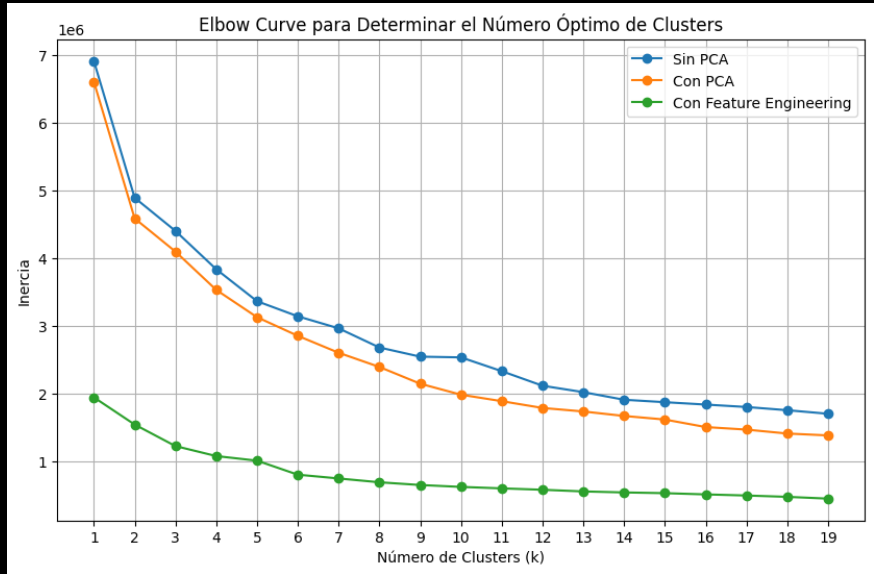 Elbow Curve para Determinar el Número Óptimo de Clusters
1e6
7
6
5
4
3
2
1
Inercia
Sin PCA
Con PCA
Con Feature Engineering
1 2 3 4 5 6 7 8 9 10 11 12 13 14 15 16 17 18 19
Número de Clusters (k)